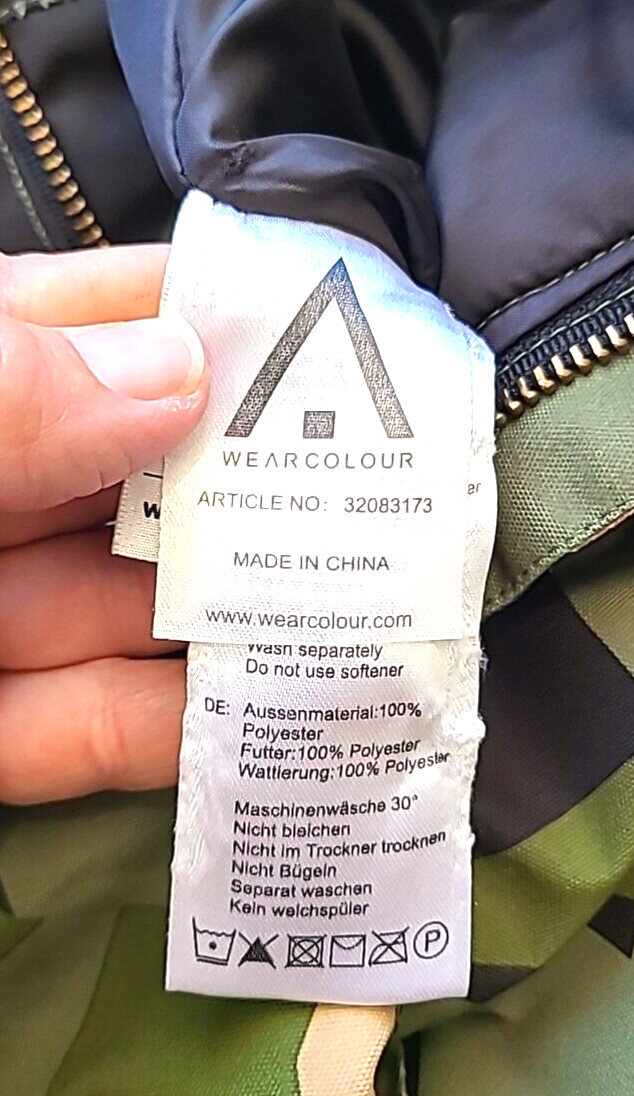 WEARCOLOUR
ARTICLE NO: 32083173
MADE IN CHINA
www.wearcolour.com
Wash separately
Do not use softener
DE: Aussenmaterial:100%
Polyester
Futter:100% Polyester
Wattierung:100% Polyester
Maschinenwäsche 30°
Nicht bleichen
Nicht im Trockner trocknen
Nicht Bügeln
Separat waschen
Kein weichspüler
P